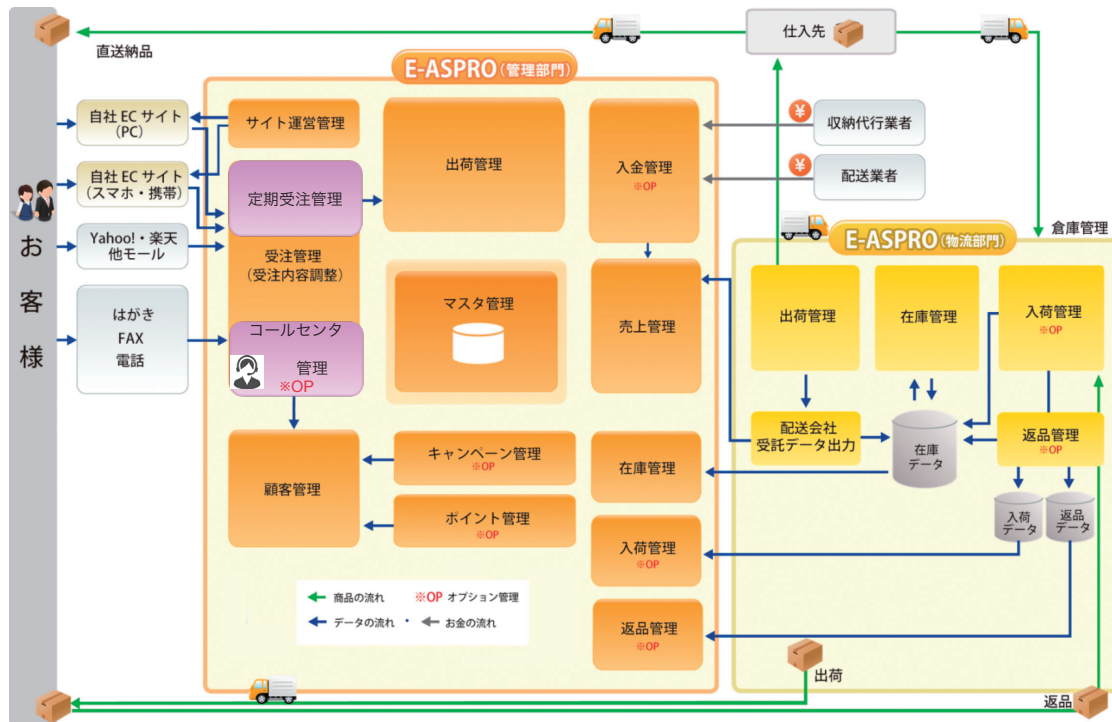 仕入先
直送納品
E-ASPRO(管理部門)
自社 EC サイト
(PC)
サイト運営管理
出荷管理
入金管理
※OP
¥
収納代行業者
¥
配送業者
自社 EC サイト
(スマホ・携帯)
定期受注管理
お客様
Yahoo!・楽天
他モール
受注管理
(受注内容調整)
マスタ管理
売上管理
はがき
FAX
電話
コールセンタ
管理
※OP
顧客管理
キャンペーン管理
※OP
ポイント管理
※OP
在庫管理
入荷管理
※OP
返品管理
※OP
E-ASPRO(物流部門)
倉庫管理
出荷管理
在庫管理
入荷管理
※OP
配送会社
受託データ出力
在庫
データ
返品管理
※OP
入荷
データ
返品
データ
商品の流れ
※OP オプション管理
データの流れ ・
お金の流れ
出荷
返品